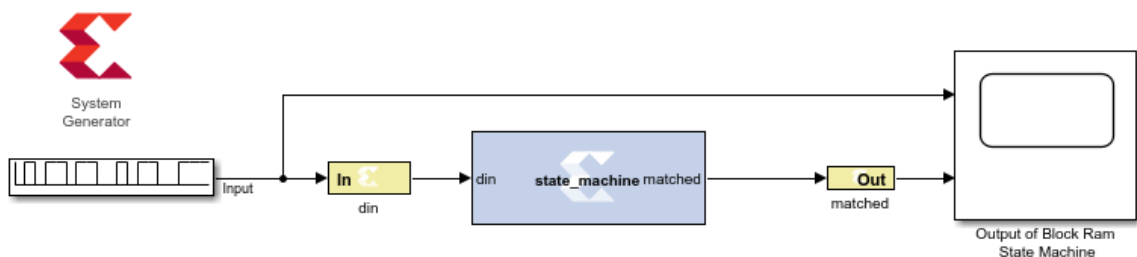 System
Generator
Input
In
din
din
state_machine
matched
Out
matched
Output of Block Ram
State Machine